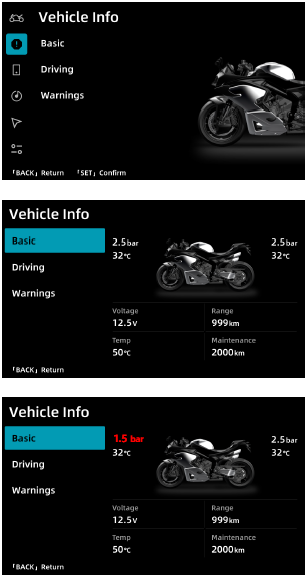 Vehicle Info
Basic
Driving
Warnings
「BACK」Return 「SET」Confirm
Vehicle Info
Basic
Driving
Warnings
2.5bar 2.5bar
32℃ 32℃
Voltage Range
12.5V 999km
Temp Maintenance
50℃ 2000km
「BACK」Return
Vehicle Info
Basic
Driving
Warnings
1.5 bar 2.5bar
32℃ 32℃
Voltage Range
12.5V 999km
Temp Maintenance
50℃ 2000km
「BACK」Return